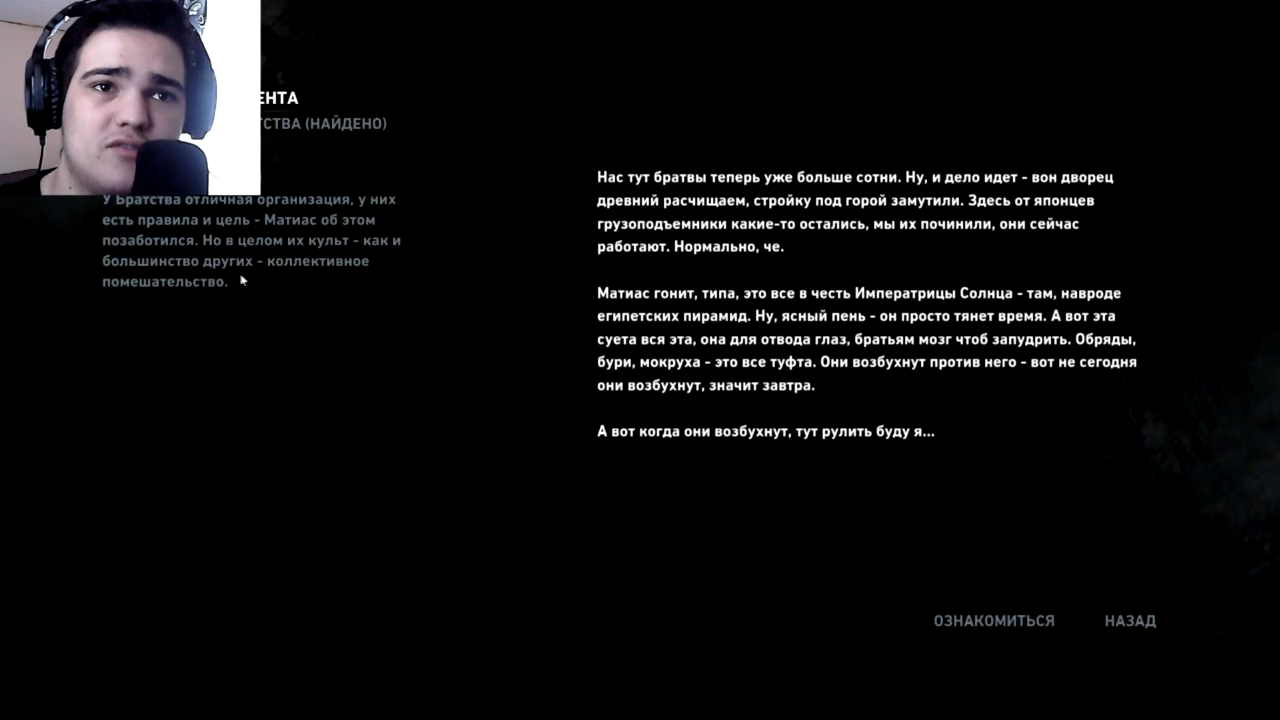 ЕНТА
ТСТВА (НАЙДЕНО)
У Братства отличная организация, у них
есть правила и цель - Матиас об этом
позаботился. Но в целом их культ - как и
большинство других - коллективное
помешательство.
Нас тут братвы теперь уже больше сотни. Ну, и дело идет - вон дворец
древний расчищаем, стройку под горой замутили. Здесь от японцев
грузоподъемники какие-то остались, мы их починили, они сейчас
работают. Нормально, че.
Матиас гонит, типа, это все в честь Императрицы Солнца - там, навроде
египетских пирамид. Ну, ясный пень - он просто тянет время. А вот эта
суета вся эта, она для отвода глаз, братьям мозг чтоб запудрить. Обряды,
бури, мокруха - это все туфта. Они возбухнут против него - вот не сегодня
они возбухнут, значит завтра.
А вот когда они возбухнут, тут рулить буду я...
ОЗНАКОМИТЬСЯ НАЗАД